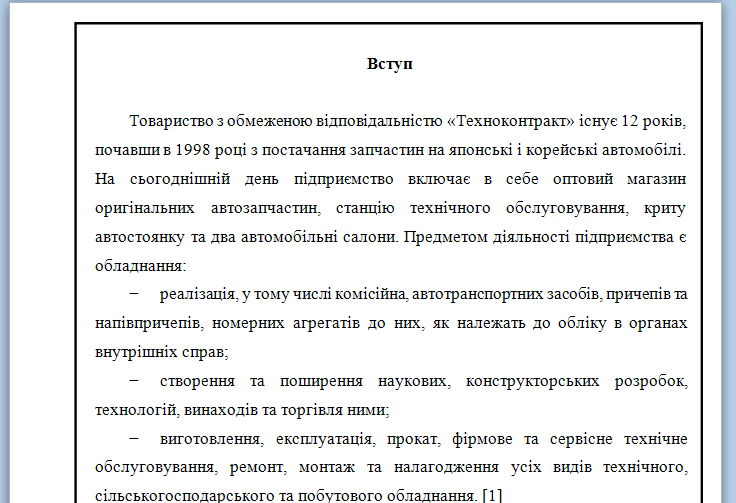 Вступ
Товариство з обмеженою відповідальністю «Техноконтракт» існує 12 років,
почавши в 1998 році з постачання запчастин на японські і корейські автомобілі.
На сьогоднішній день підприємство включає в себе оптовий магазин
оригінальних автозапчастин, станцію технічного обслуговування, криту
автостоянку та два автомобільні салони. Предметом діяльності підприємства є
обладнання:
– реалізація, у тому числі комісійна, автотранспортних засобів, причепів та
напівпричепів, номерних агрегатів до них, як належать до обліку в органах
внутрішніх справ;
– створення та поширення наукових, конструкторських розробок,
технологій, винаходів та торгівля ними;
– виготовлення, експлуатація, прокат, фірмове та сервісне технічне
обслуговування, ремонт, монтаж та налагодження усіх видів технічного,
сільськогосподарського та побутового обладнання. [1]